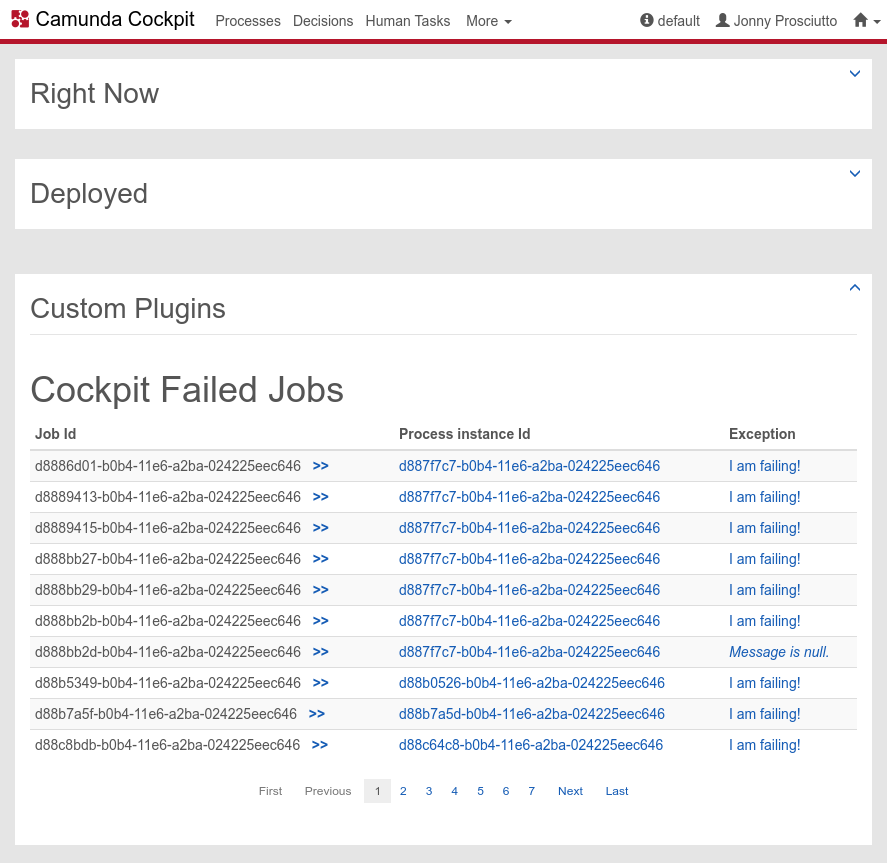 Camunda Cockpit Processes Decisions Human Tasks More default Jonny Prosciutto
Right Now
Deployed
Custom Plugins
Cockpit Failed Jobs
Job Id Process instance Id Exception
d8886d01-b0b4-11e6-a2ba-024225eec646 >> d887f7c7-b0b4-11e6-a2ba-024225eec646 I am failing!
d8889413-b0b4-11e6-a2ba-024225eec646 >> d887f7c7-b0b4-11e6-a2ba-024225eec646 I am failing!
d8889415-b0b4-11e6-a2ba-024225eec646 >> d887f7c7-b0b4-11e6-a2ba-024225eec646 I am failing!
d888bb27-b0b4-11e6-a2ba-024225eec646 >> d887f7c7-b0b4-11e6-a2ba-024225eec646 I am failing!
d888bb29-b0b4-11e6-a2ba-024225eec646 >> d887f7c7-b0b4-11e6-a2ba-024225eec646 I am failing!
d888bb2b-b0b4-11e6-a2ba-024225eec646 >> d887f7c7-b0b4-11e6-a2ba-024225eec646 I am failing!
d888bb2d-b0b4-11e6-a2ba-024225eec646 >> d887f7c7-b0b4-11e6-a2ba-024225eec646 Message is null.
d88b5349-b0b4-11e6-a2ba-024225eec646 >> d88b0526-b0b4-11e6-a2ba-024225eec646 I am failing!
d88b7a5f-b0b4-11e6-a2ba-024225eec646 >> d88b7a5d-b0b4-11e6-a2ba-024225eec646 I am failing!
d88c8bdb-b0b4-11e6-a2ba-024225eec646 >> d88c64c8-b0b4-11e6-a2ba-024225eec646 I am failing!
First Previous 1 2 3 4 5 6 7 Next Last